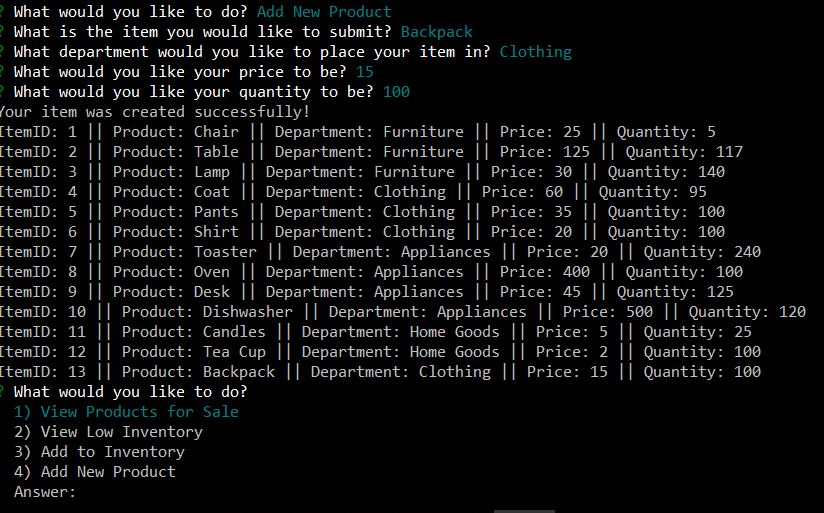 ? What would you like to do? Add New Product
? What is the item you would like to submit? Backpack
? What department would you like to place your item in? Clothing
? What would you like your price to be? 15
? What would you like your quantity to be? 100
Your item was created successfully!
ItemID: 1 || Product: Chair || Department: Furniture || Price: 25 || Quantity: 5
ItemID: 2 || Product: Table || Department: Furniture || Price: 125 || Quantity: 117
ItemID: 3 || Product: Lamp || Department: Furniture || Price: 30 || Quantity: 140
ItemID: 4 || Product: Coat || Department: Clothing || Price: 60 || Quantity: 95
ItemID: 5 || Product: Pants || Department: Clothing || Price: 35 || Quantity: 100
ItemID: 6 || Product: Shirt || Department: Clothing || Price: 20 || Quantity: 100
ItemID: 7 || Product: Toaster || Department: Appliances || Price: 20 || Quantity: 240
ItemID: 8 || Product: Oven || Department: Appliances || Price: 400 || Quantity: 100
ItemID: 9 || Product: Desk || Department: Appliances || Price: 45 || Quantity: 125
ItemID: 10 || Product: Dishwasher || Department: Appliances || Price: 500 || Quantity: 120
ItemID: 11 || Product: Candles || Department: Home Goods || Price: 5 || Quantity: 25
ItemID: 12 || Product: Tea Cup || Department: Home Goods || Price: 2 || Quantity: 100
ItemID: 13 || Product: Backpack || Department: Clothing || Price: 15 || Quantity: 100
? What would you like to do?
1) View Products for Sale
2) View Low Inventory
3) Add to Inventory
4) Add New Product
Answer: